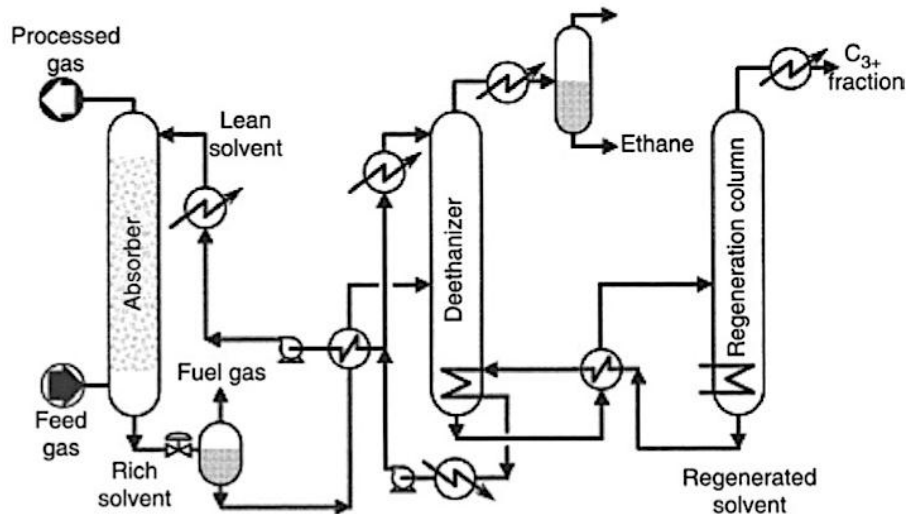 Processed
gas
Lean
solvent
Absorber
Feed
gas
Rich
solvent
Fuel gas
Deethanizer
Ethane
C3+
fraction
Regeneration column
Regenerated
solvent